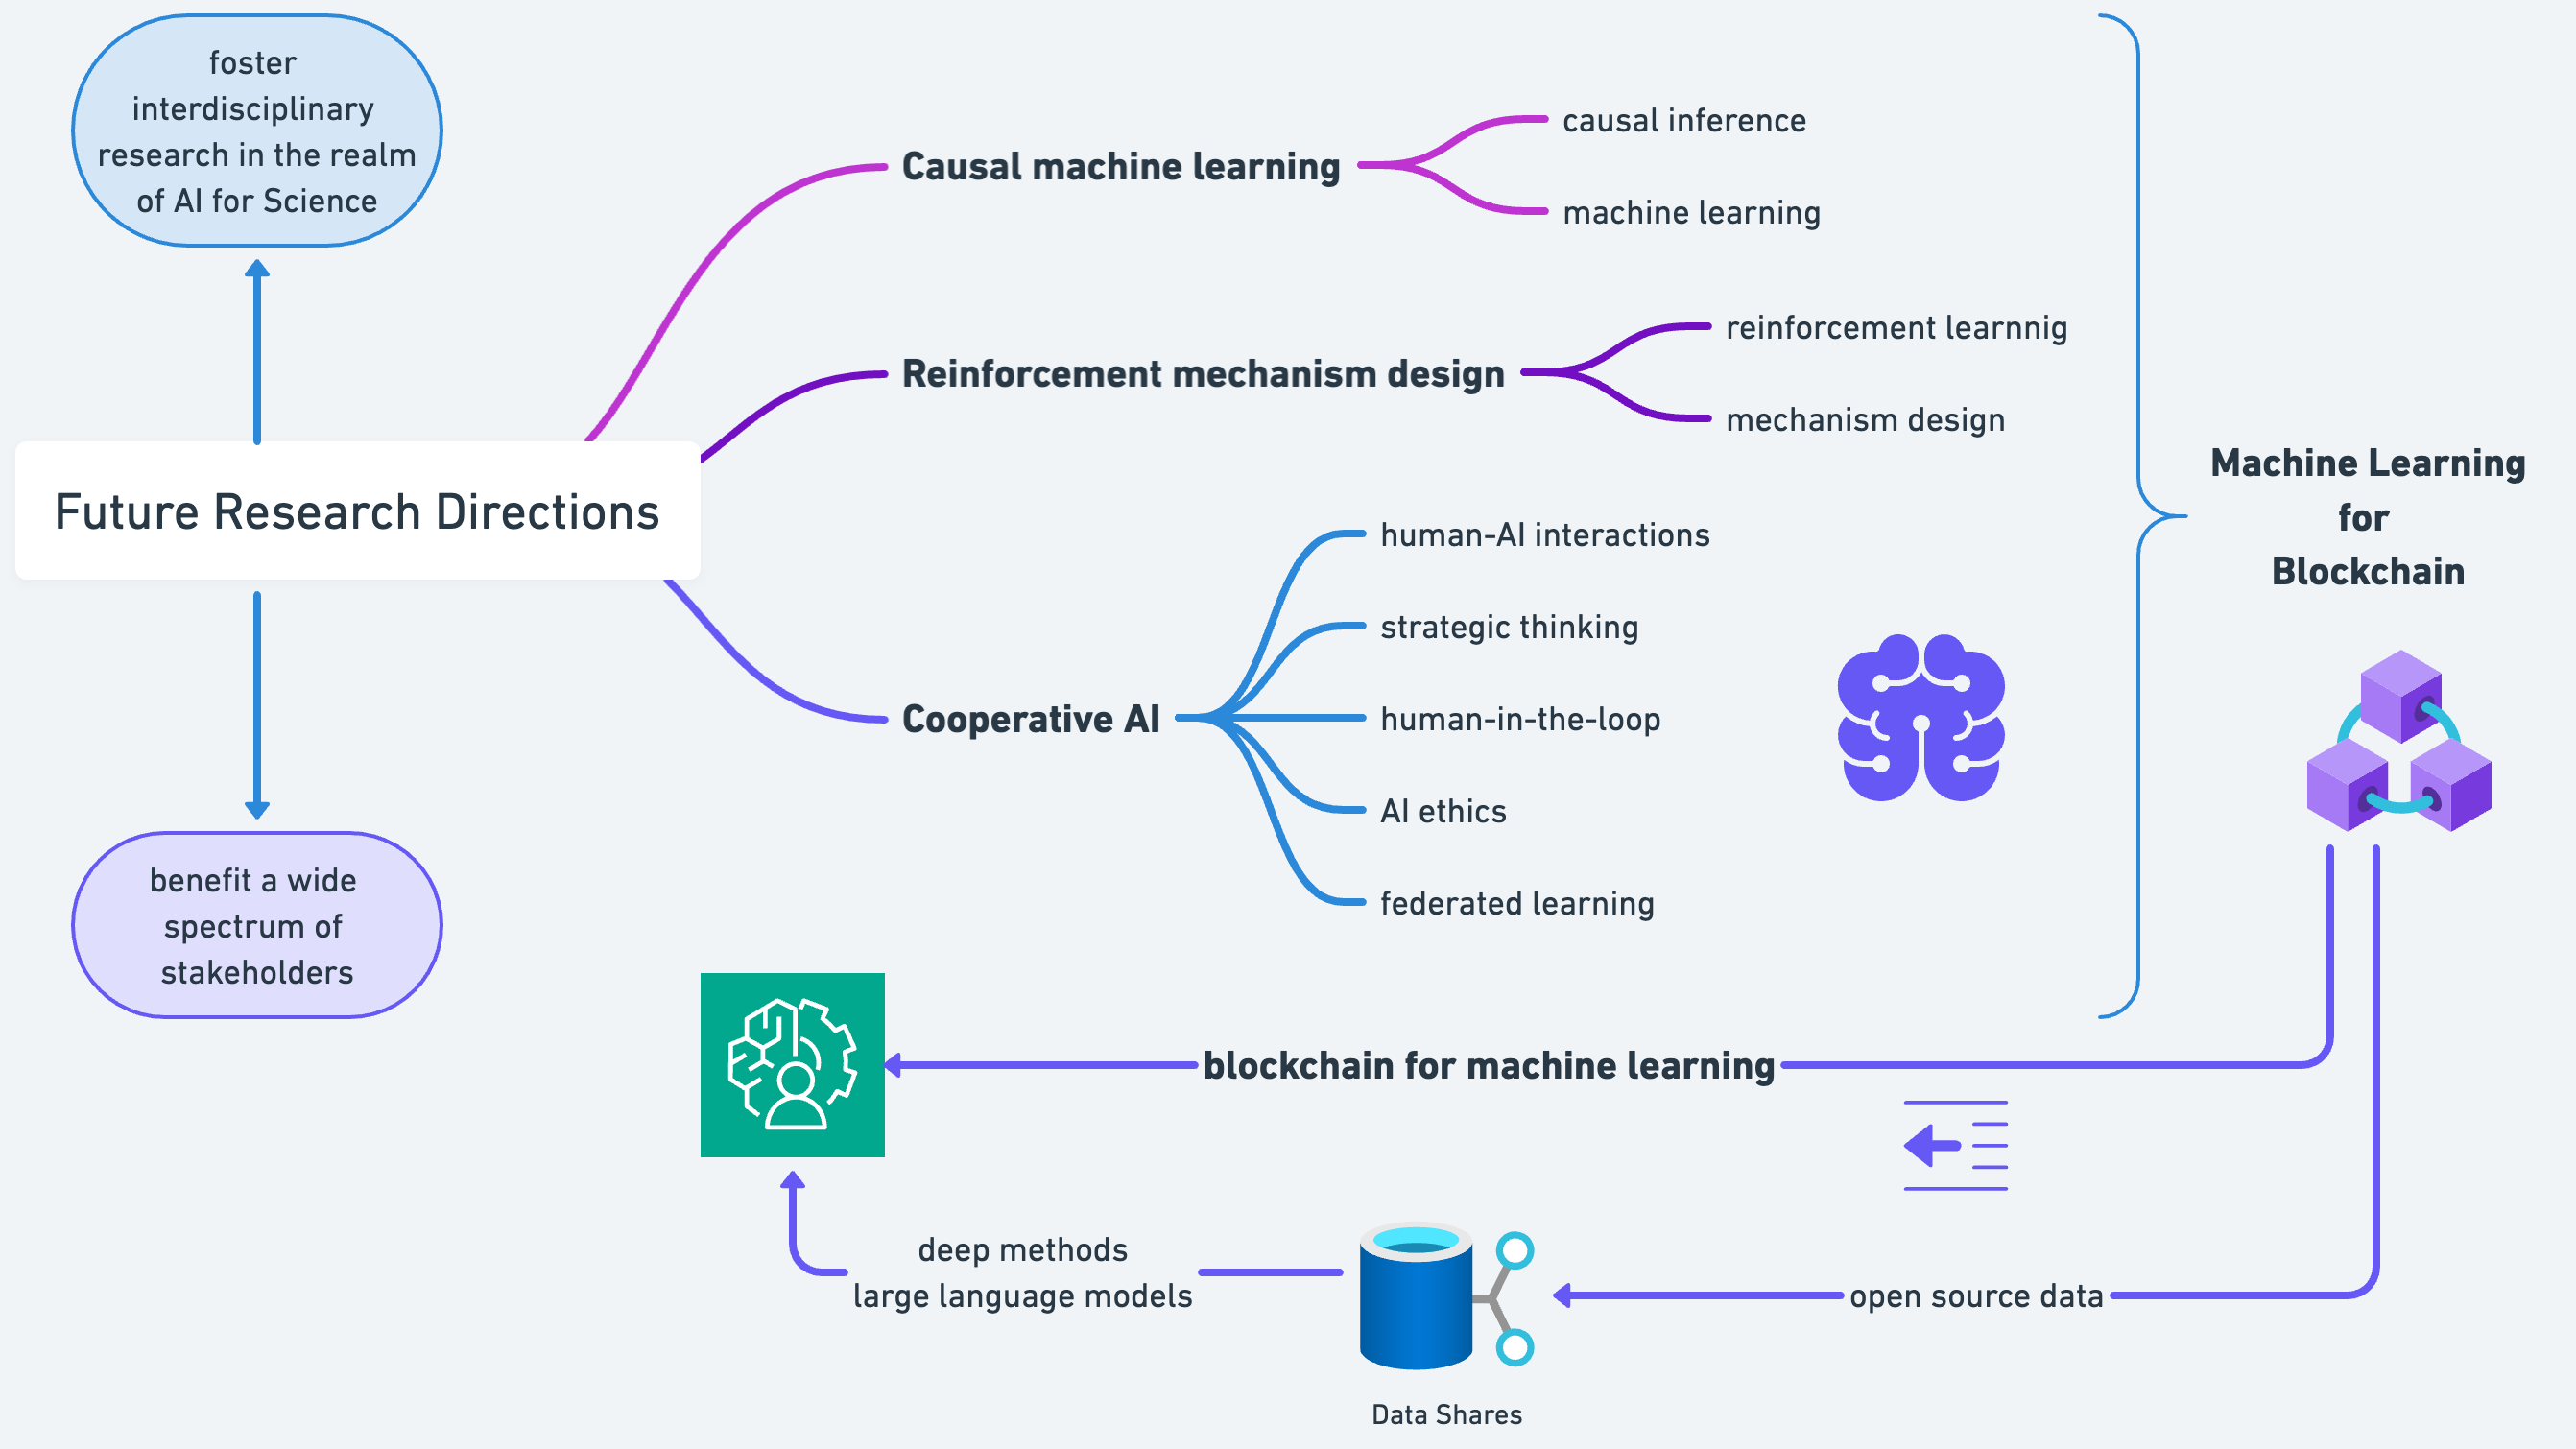 foster
interdisciplinary
research in the realm
of AI for Science
Future Research Directions
benefit a wide
spectrum of
stakeholders
Causal machine learning
causal inference
machine learning
Reinforcement mechanism design
reinforcement learnnig
mechanism design
Cooperative AI
human-AI interactions
strategic thinking
human-in-the-loop
AI ethics
federated learning
Machine Learning
for
Blockchain
blockchain for machine learning
open source data
Data Shares
deep methods
large language models